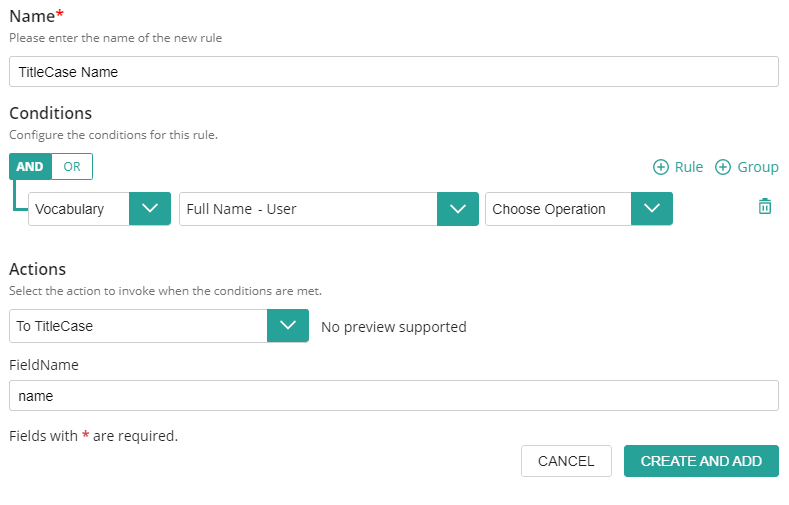 Name*
Please enter the name of the new rule
TitleCase Name
Conditions
Configure the conditions for this rule.
AND OR Rule Group
Vocabulary Full Name - User Choose Operation
Actions
Select the action to invoke when the conditions are met.
To TitleCase No preview supported
FieldName
name
Fields with * are required.
CANCEL CREATE AND ADD